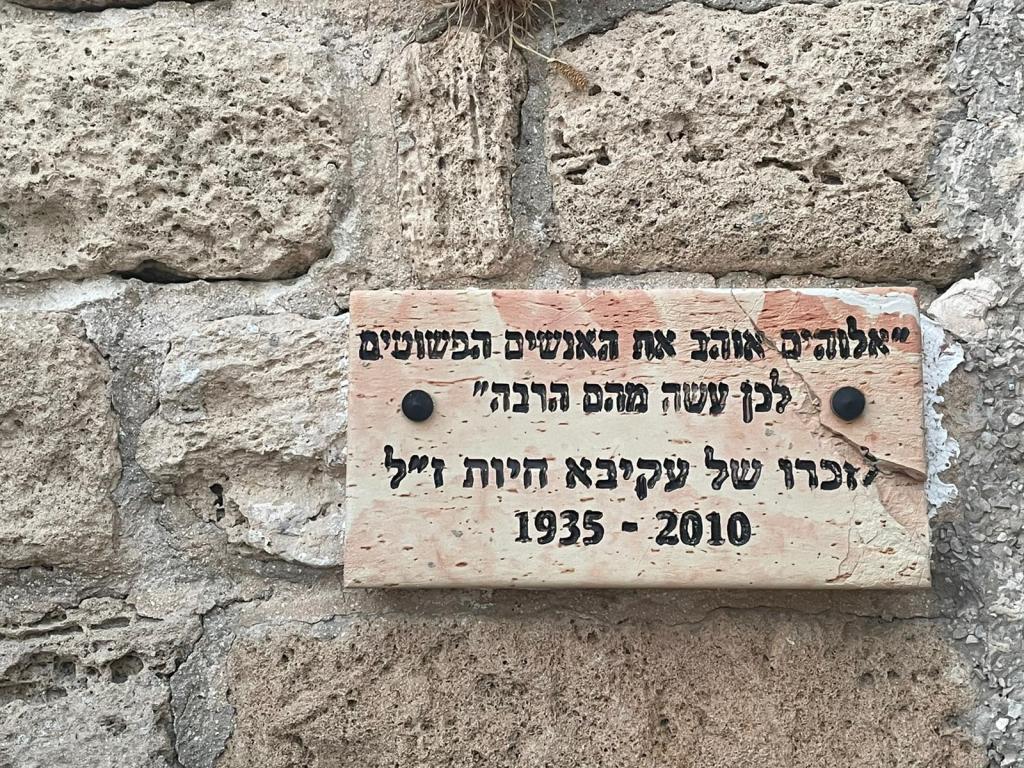 "אלוהים אוהב את האנשים הפשוטים
לכן עשה מהם הרבה"
לזכרו של עקיבא חיות ז"ל
1935 - 2010